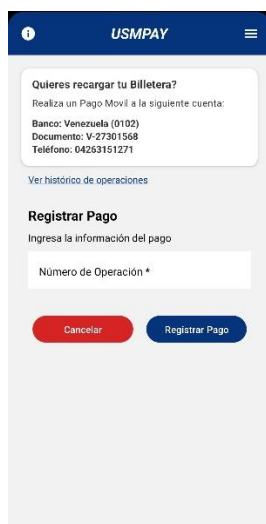 USMPAY
Quieres recargar tu Billetera?
Realiza un Pago Movil a la siguiente cuenta:
Banco: Venezuela (0102)
Documento: V-27301568
Teléfono: 04263151271
Ver histórico de operaciones
Registrar Pago
Ingresa la información del pago
Número de Operación *
Cancelar
Registrar Pago